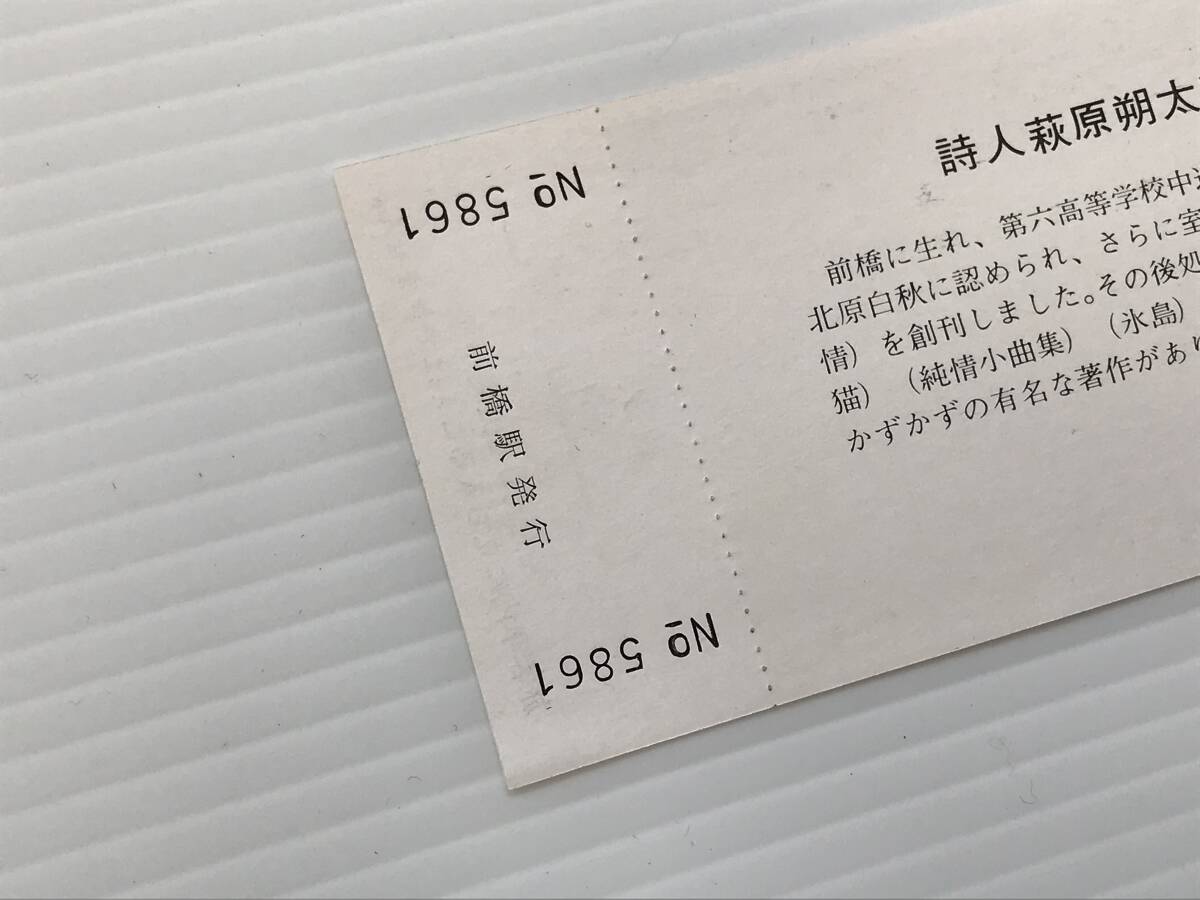 № 5861
前橋駅発行
№ 5861
詩人萩原朔太
前橋に生れ、第六高等学校中
北原白秋に認められ、さらに室
情）を創刊しました。その後処
猫）（純情小曲集）（氷島）
かずかずの有名な著作があり